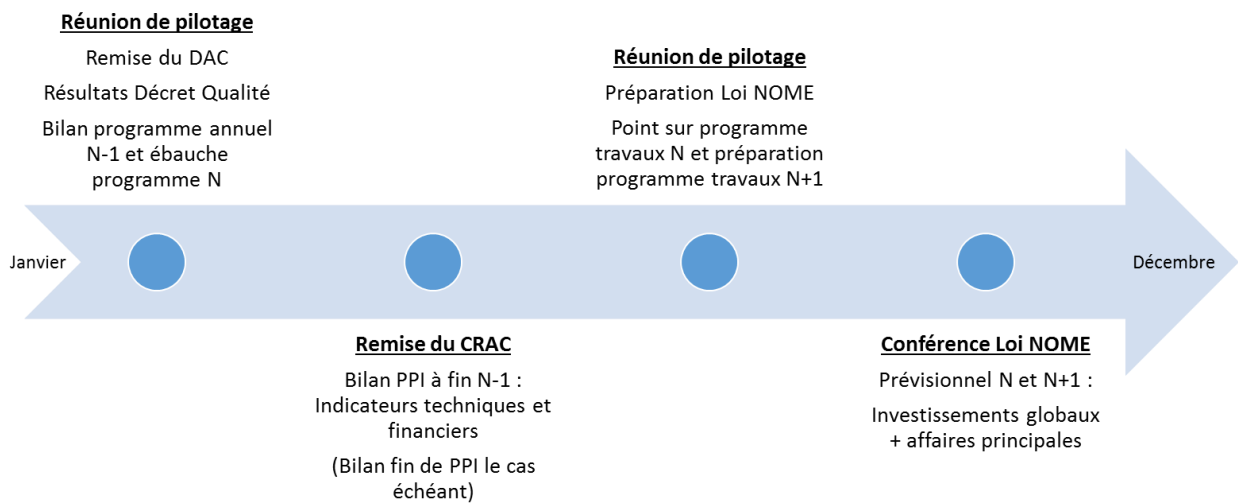 Réunion de pilotage
Remise du DAC
Résultats Décret Qualité
Bilan programme annuel
N-1 et ébauche
programme N
Réunion de pilotage
Préparation Loi NOME
Point sur programme
travaux N et préparation
programme travaux N+1
Janvier
Décembre
Remise du CRAC
Bilan PPI à fin N-1 :
Indicateurs techniques et
financiers
(Bilan fin de PPI le cas
échéant)
Conférence Loi NOME
Prévisionnel N et N+1 :
Investissements globaux
+ affaires principales